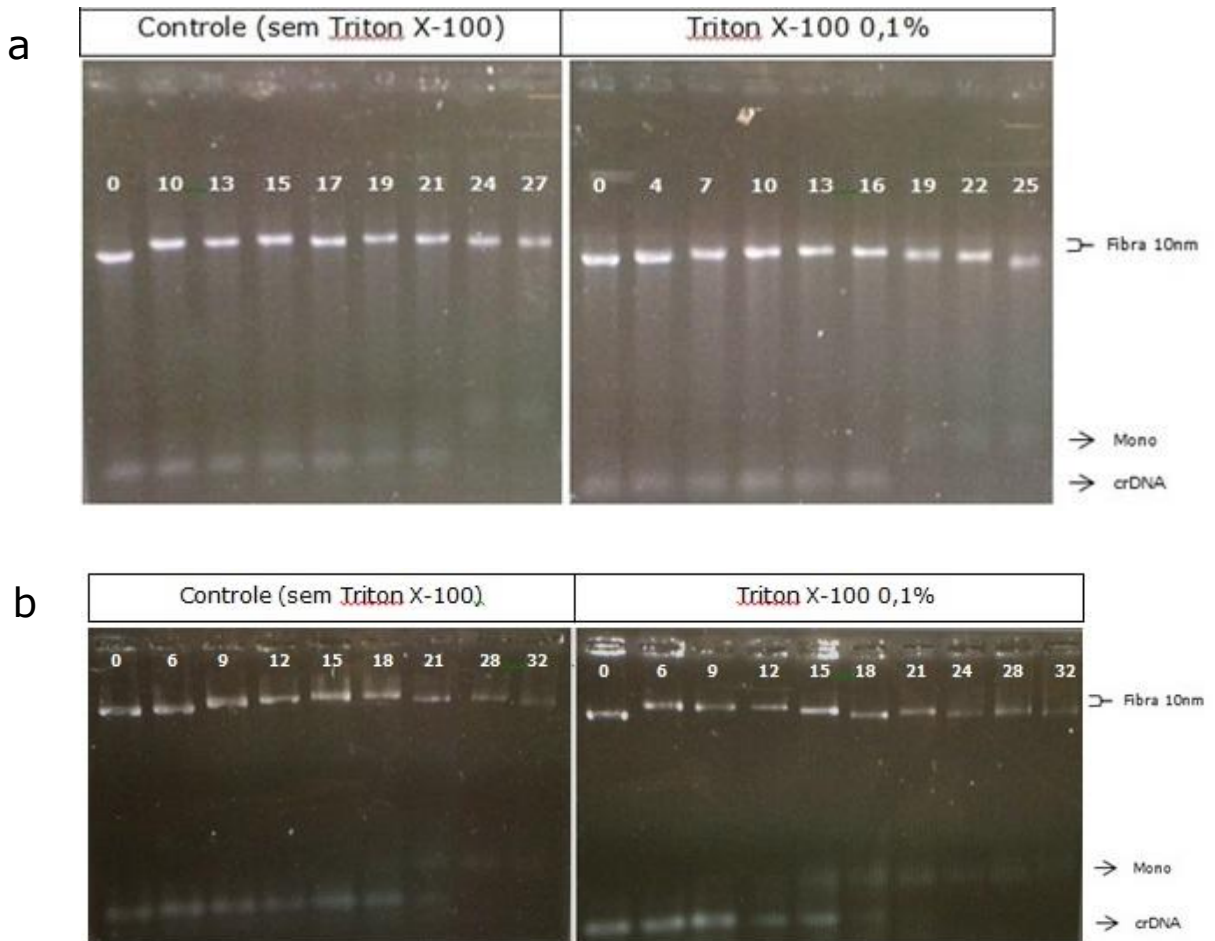 a
Controle (sem Triton X-100) Triton X-100 0,1%
0 10 13 15 17 19 21 24 27 0 4 7 10 13 16 19 22 25
Fibra 10nm
Mono
crDNA
b
Controle (sem Triton X-100) Triton X-100 0,1%
0 6 9 12 15 18 21 28 32 0 6 9 12 15 18 21 24 28 32
Fibra 10nm
Mono
crDNA